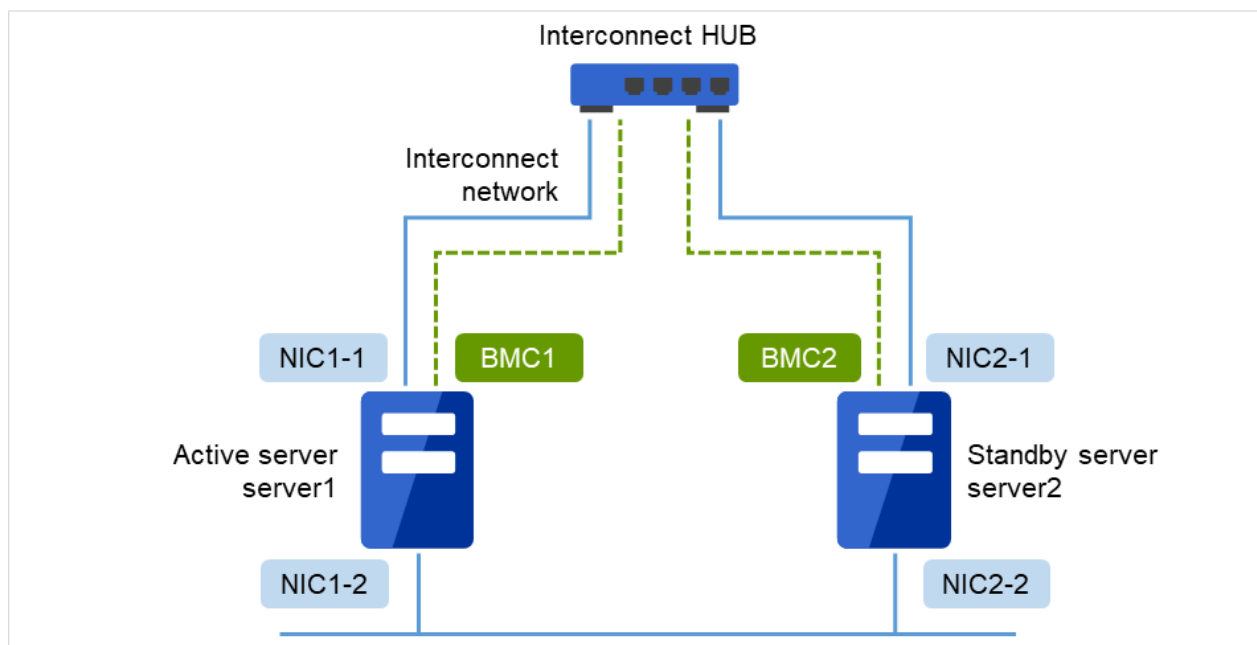 Interconnect HUB
Interconnect
network
NIC1-1
BMC1
BMC2
NIC2-1
Active server
server1
Standby server
server2
NIC1-2
NIC2-2